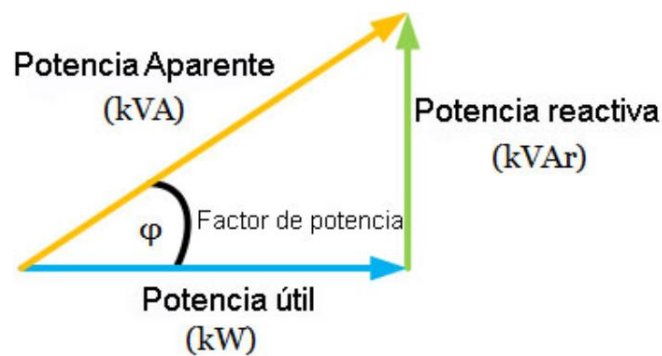 Potencia Aparente
(kVA)
Potencia reactiva
(kVAr)
Factor de potencia
φ
Potencia útil
(kW)